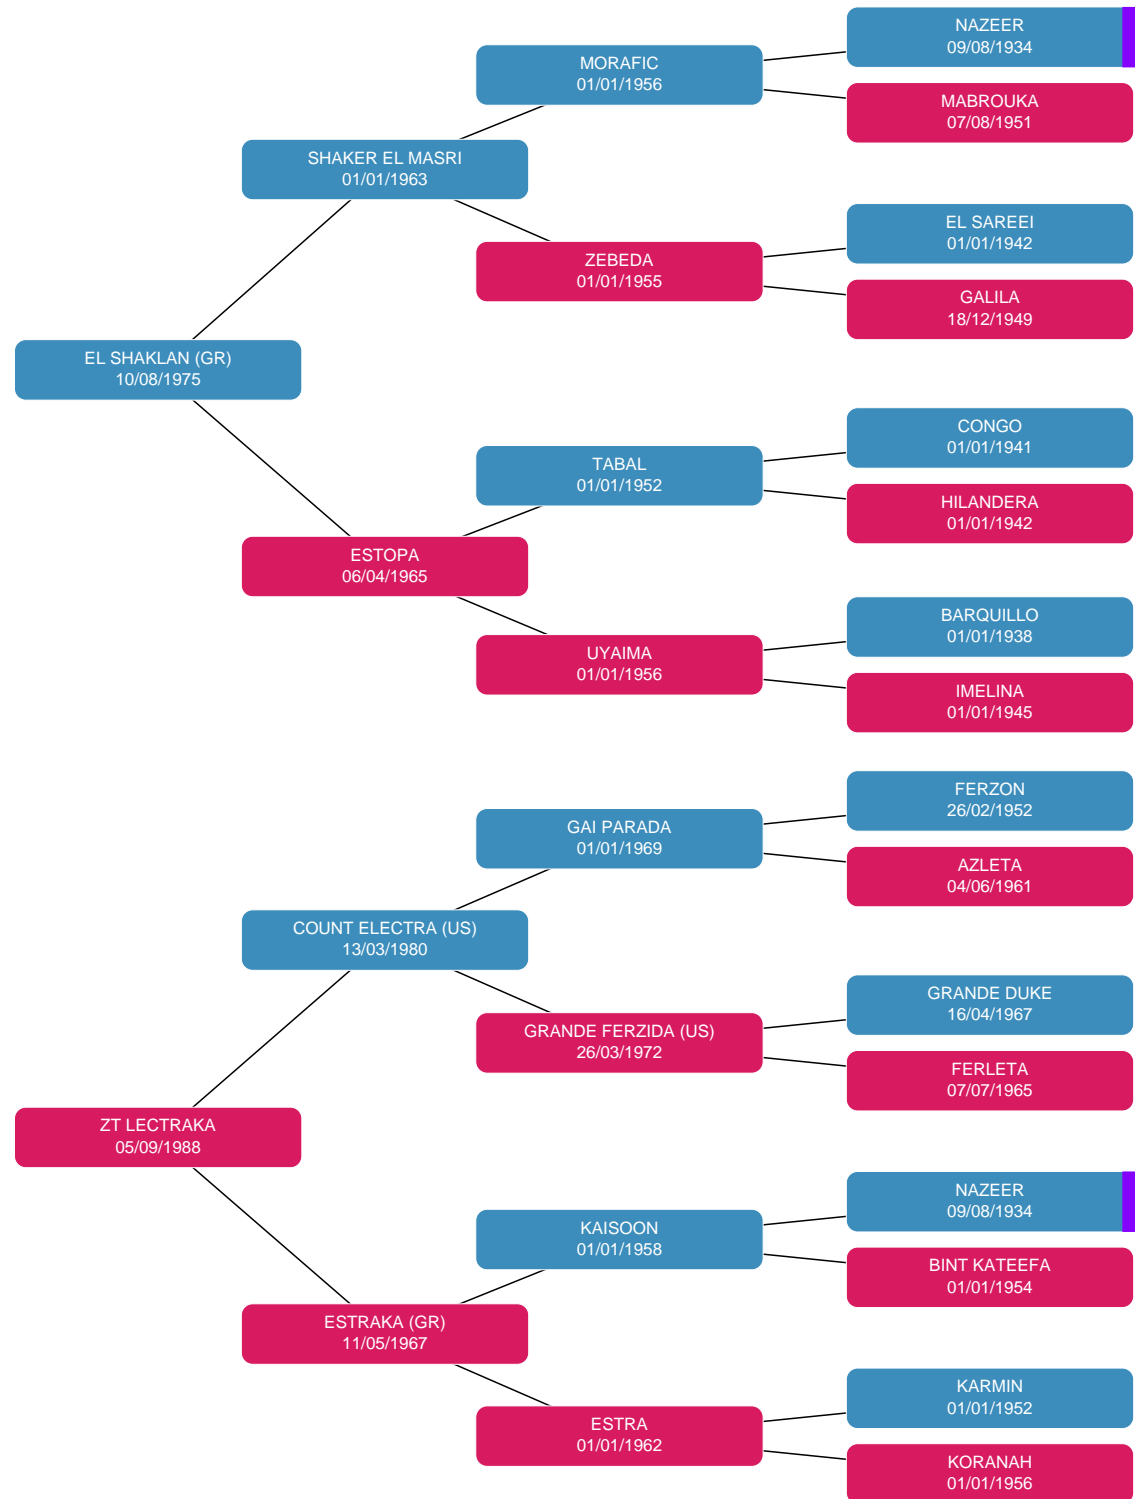 NAZEER
09/08/1934
MORAFIC
01/01/1956
MABROUKA
07/08/1951
SHAKER EL MASRI
01/01/1963
EL SAREEI
01/01/1942
ZEBEDA
01/01/1955
GALILA
18/12/1949
EL SHAKLAN (GR)
10/08/1975
CONGO
01/01/1941
TABAL
01/01/1952
HILANDERA
01/01/1942
ESTOPA
06/04/1965
BARQUILLO
01/01/1938
UYAIMA
01/01/1956
IMELINA
01/01/1945
FERZON
26/02/1952
GAI PARADA
01/01/1969
AZLETA
04/06/1961
COUNT ELECTRA (US)
13/03/1980
GRANDE DUKE
16/04/1967
GRANDE FERZIDA (US)
26/03/1972
FERLETA
07/07/1965
ZT LECTRAKA
05/09/1988
NAZEER
09/08/1934
KAISOON
01/01/1958
BINT KATEEFA
01/01/1954
ESTRAKA (GR)
11/05/1967
KARMIN
01/01/1952
ESTRA
01/01/1962
KORANAH
01/01/1956